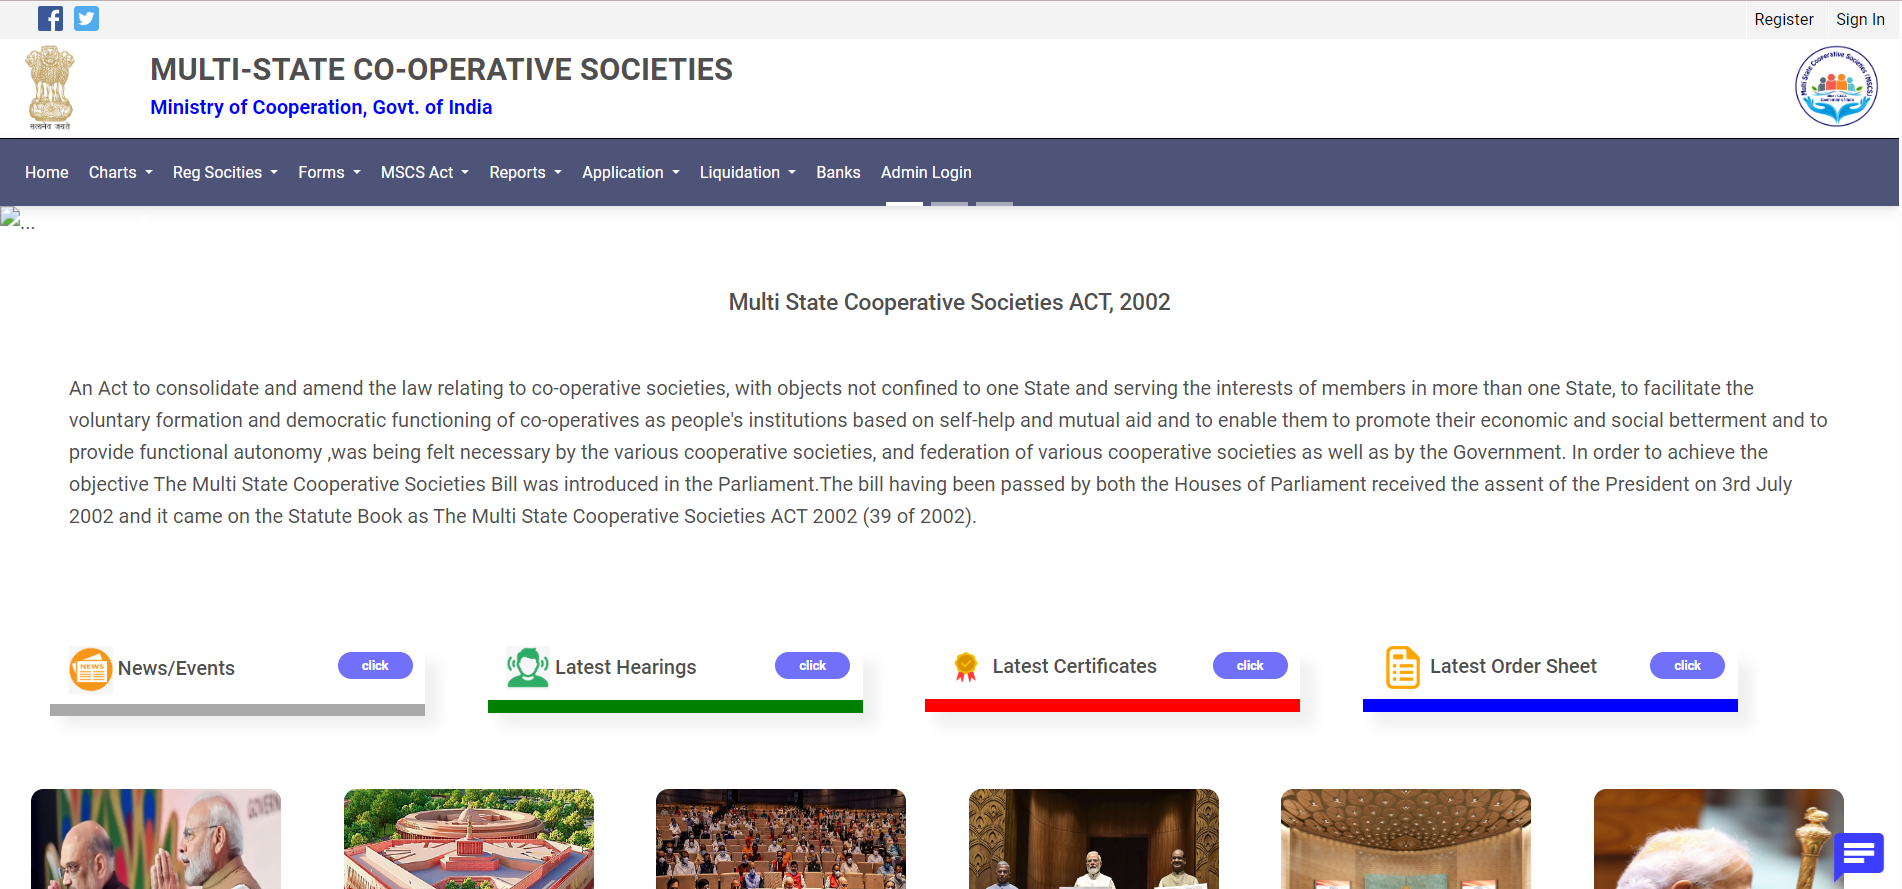 Register
Sign In
MULTI-STATE CO-OPERATIVE SOCIETIES
Ministry of Cooperation, Govt. of India
सत्यमेव जयते
Multi State Cooperative Societies (MSCS)
Home
Charts
Reg Socities
Forms
MSCS Act
Reports
Application
Liquidation
Banks
Admin Login
...
Multi State Cooperative Societies ACT, 2002
An Act to consolidate and amend the law relating to co-operative societies, with objects not confined to one State and serving the interests of members in more than one State, to facilitate the
voluntary formation and democratic functioning of co-operatives as people's institutions based on self-help and mutual aid and to enable them to promote their economic and social betterment and to
provide functional autonomy ,was being felt necessary by the various cooperative societies, and federation of various cooperative societies as well as by the Government. In order to achieve the
objective The Multi State Cooperative Societies Bill was introduced in the Parliament.The bill having been passed by both the Houses of Parliament received the assent of the President on 3rd July
2002 and it came on the Statute Book as The Multi State Cooperative Societies ACT 2002 (39 of 2002).
NEWS
News/Events
click
Latest Hearings
click
Latest Certificates
click
Latest Order Sheet
click